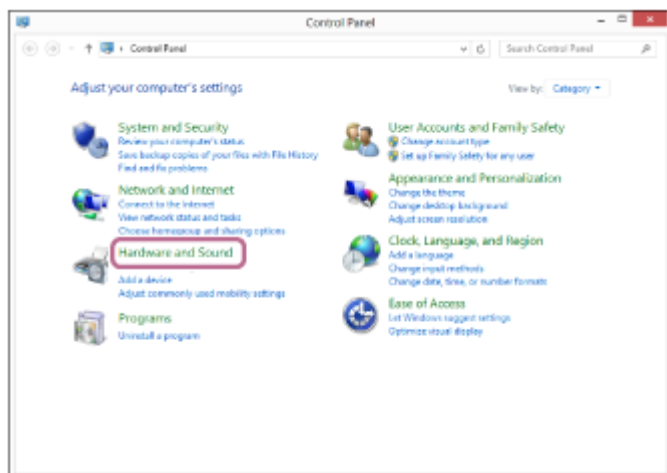 Control Panel
Control Panel
Search Control Panel
Adjust your computer's settings
View by: Category
System and Security
Review your computer's status
Save backup copies of your files with File History
Find and fix problems
Network and Internet
Connect to the Internet
View network status and tasks
Choose homegroup and sharing options
Hardware and Sound
Add a device
Adjust commonly used mobility settings
Programs
Uninstall a program
User Accounts and Family Safety
Change account type
Set up Family Safety for any user
Appearance and Personalization
Change the theme
Change desktop background
Adjust screen resolution
Clock, Language, and Region
Add a language
Change input methods
Change date, time, or number formats
Ease of Access
Let Windows suggest settings
Optimize visual display